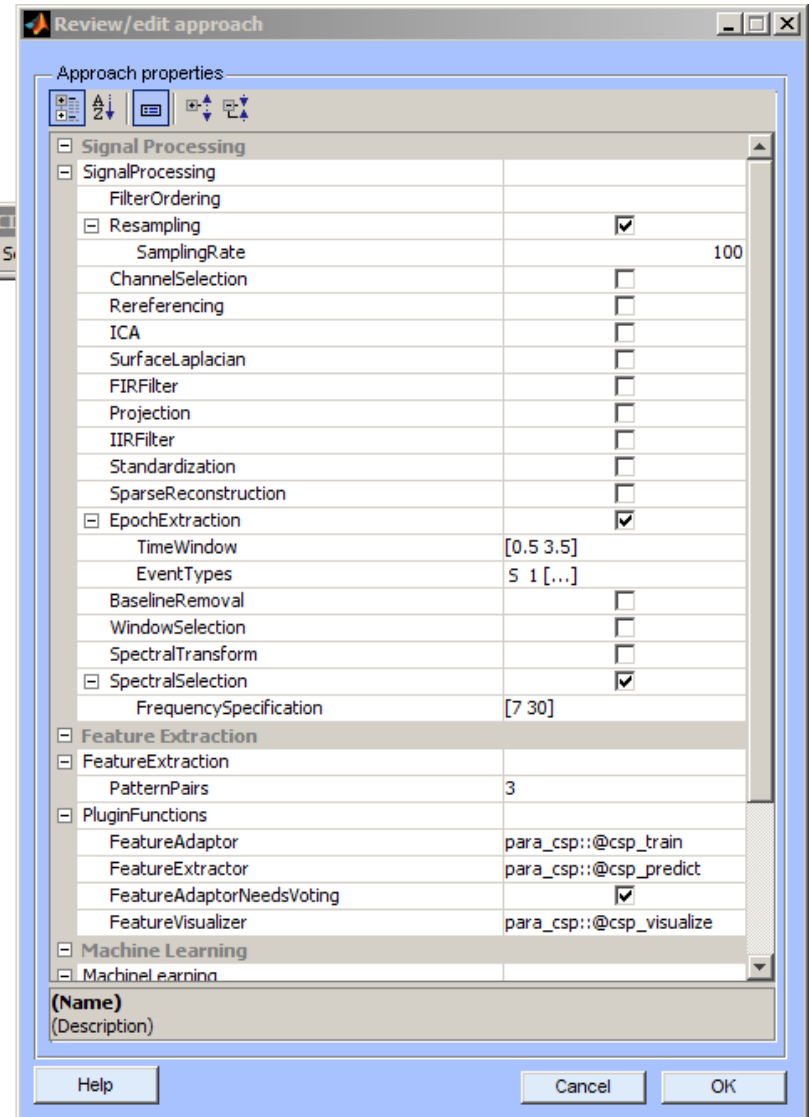 Review/edit approach
Approach properties
Signal Processing
SignalProcessing
FilterOrdering
Resampling
SamplingRate 100
ChannelSelection
Rereferencing
ICA
SurfaceLaplacian
FIRFilter
Projection
IIRFilter
Standardization
SparseReconstruction
EpochExtraction
TimeWindow [0.5 3.5]
EventTypes S 1 [...]
BaselineRemoval
WindowSelection
SpectralTransform
SpectralSelection
FrequencySpecification [7 30]
Feature Extraction
FeatureExtraction
PatternPairs 3
PluginFunctions
FeatureAdaptor para_csp::@csp_train
FeatureExtractor para_csp::@csp_predict
FeatureAdaptorNeedsVoting
FeatureVisualizer para_csp::@csp_visualize
Machine Learning
MachineLearning
(Name)
(Description)
Help Cancel OK